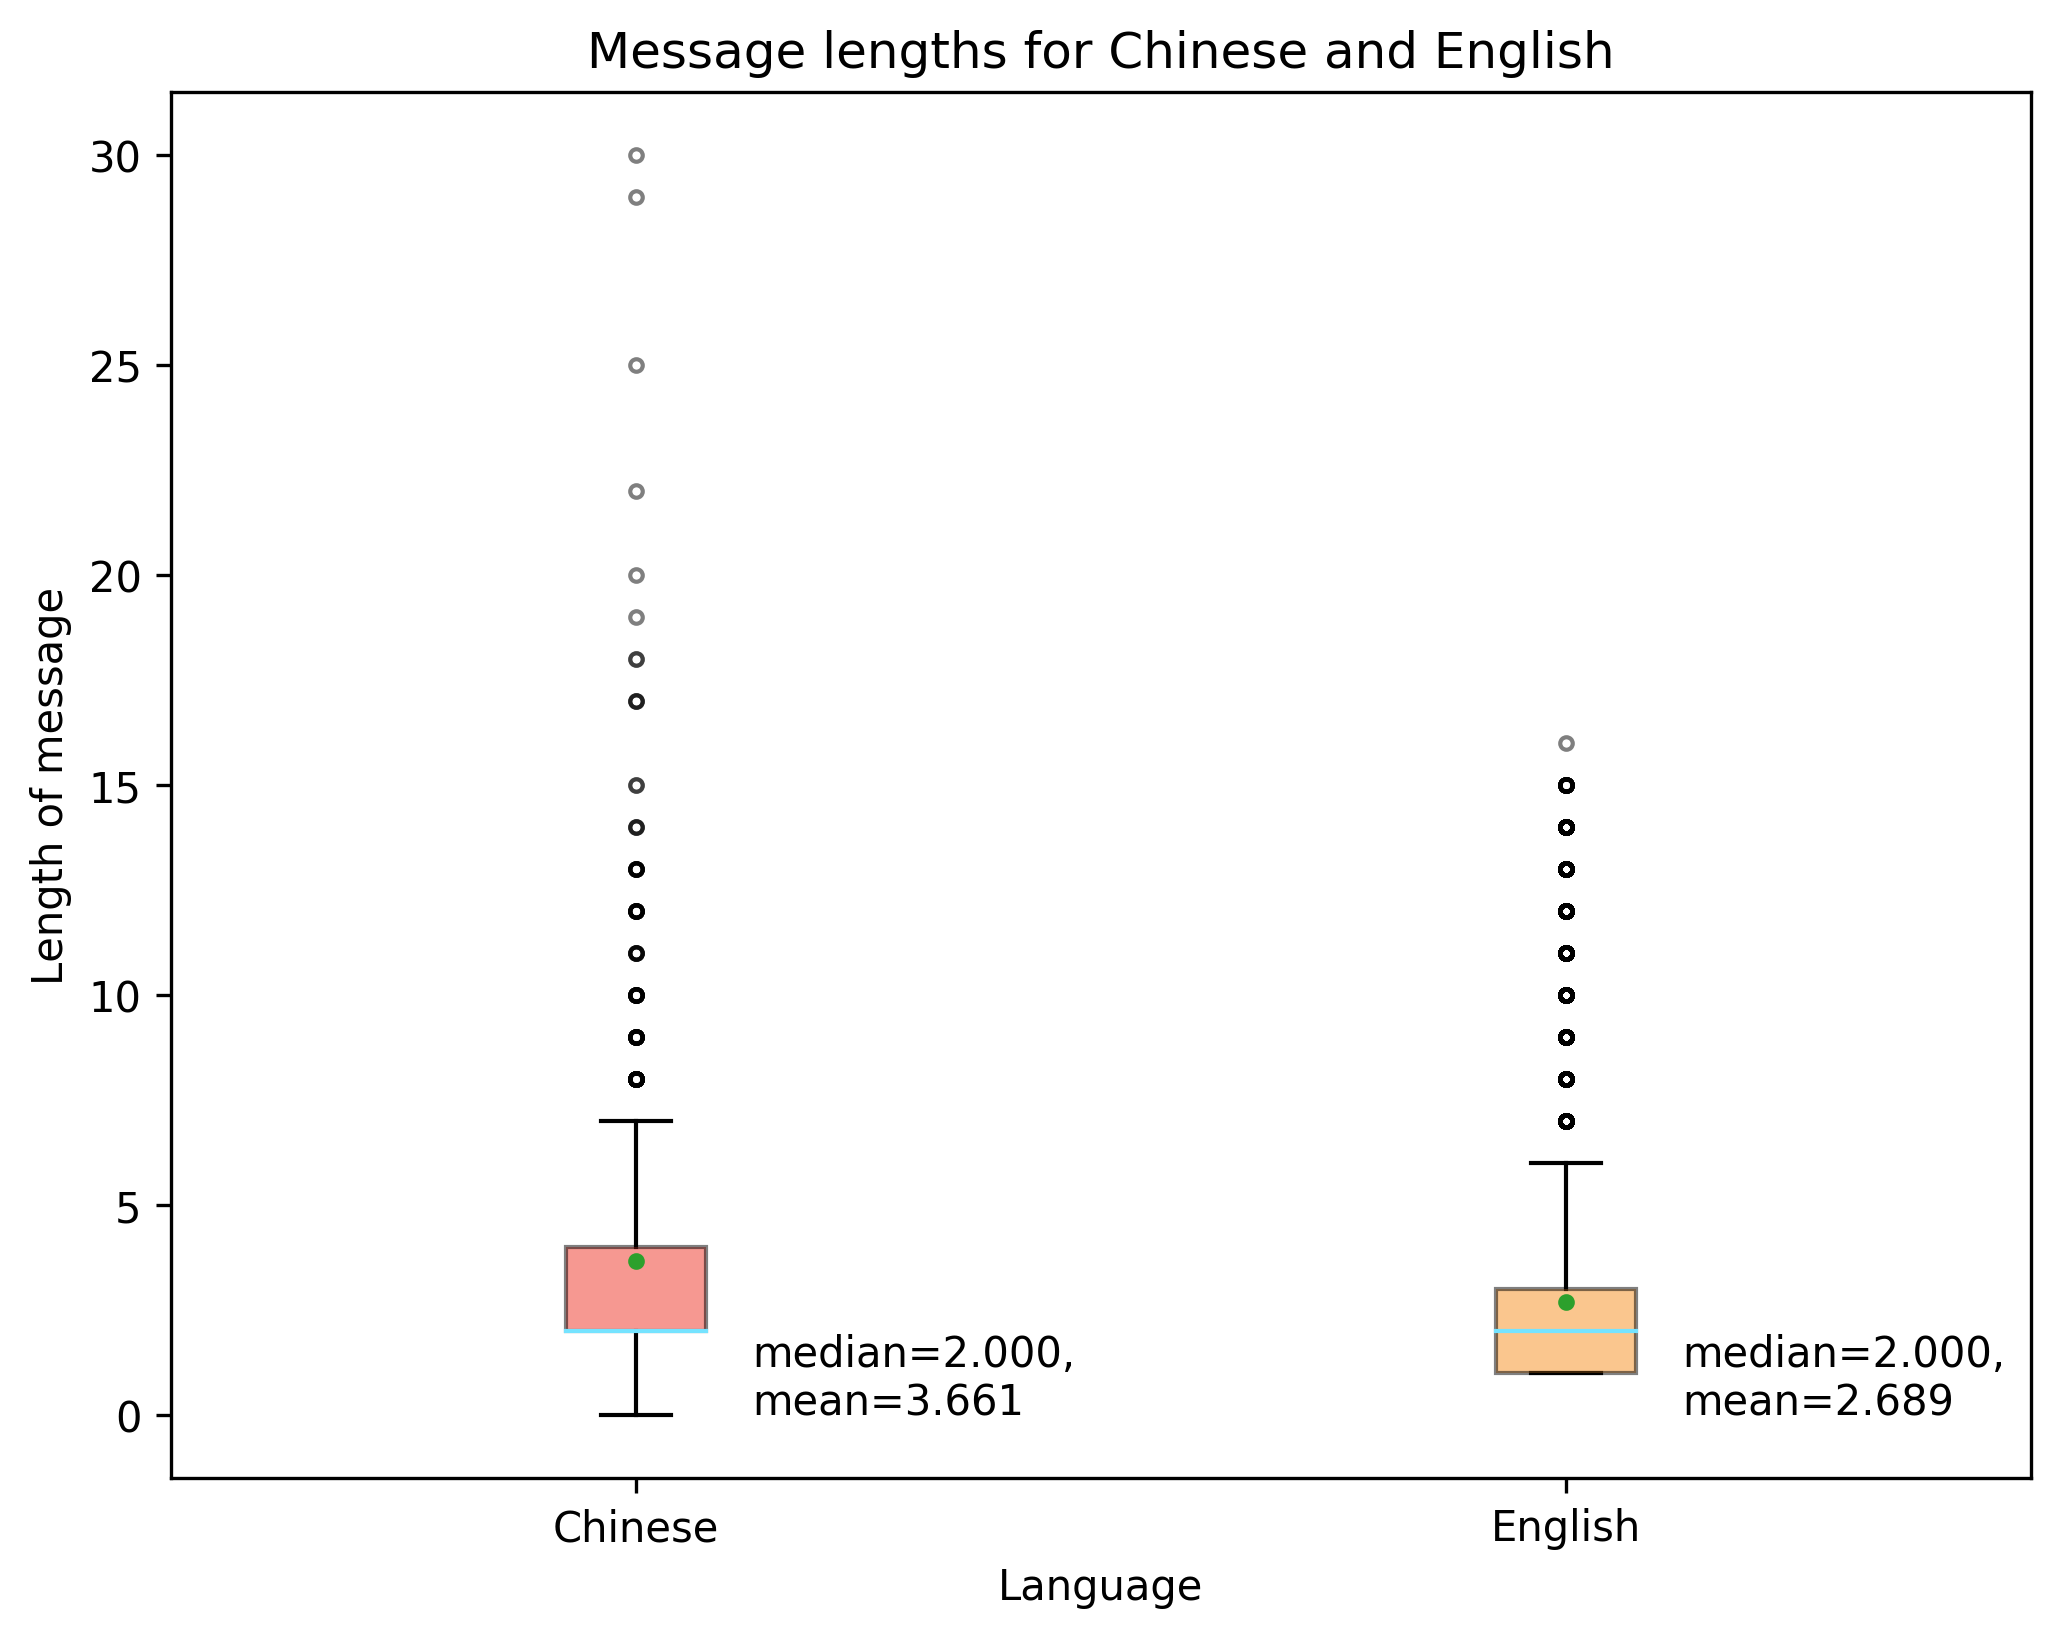 Message lengths for Chinese and English
30
25
20
15
10
5
0
Length of message
median=2.000,
mean=3.661
median=2.000,
mean=2.689
Chinese
English
Language